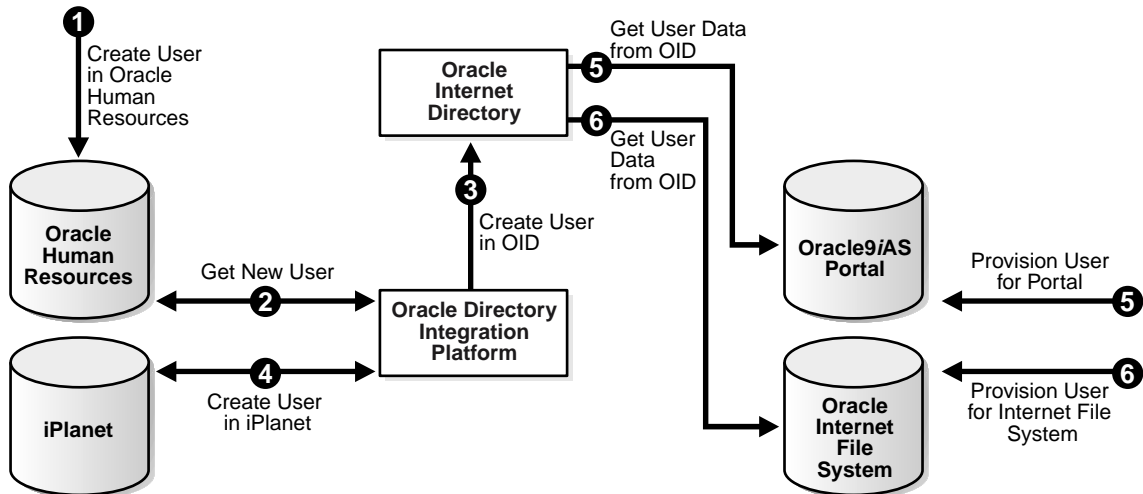 1
Create User
in Oracle
Human
Resources
Oracle
Human
Resources
Get New User
2
iPlanet
4
Create User
in iPlanet
Oracle
Internet
Directory
3
Create User
in OID
Oracle Directory
Integration
Platform
Get User Data
from OID
5
6
Get User
Data
from OID
Oracle9iAS
Portal
Provision User
for Portal
5
Oracle
Internet
File
System
6
Provision User
for Internet File
System